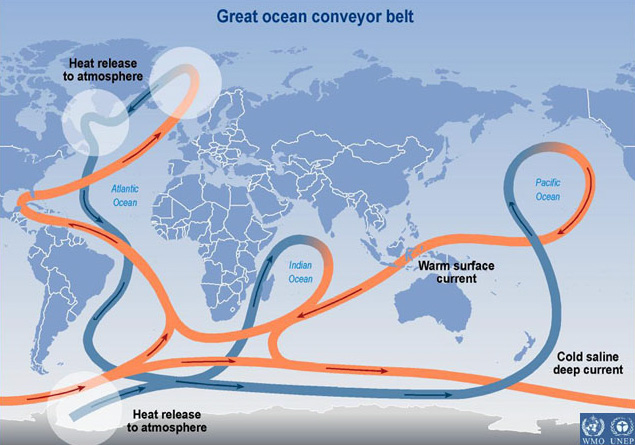 Great ocean conveyor belt
Heat release
to atmosphere
Atlantic
Ocean
Pacific
Ocean
Indian
Ocean
Warm surface
current
Cold saline
deep current
Heat release
to atmosphere
WMO UNEP